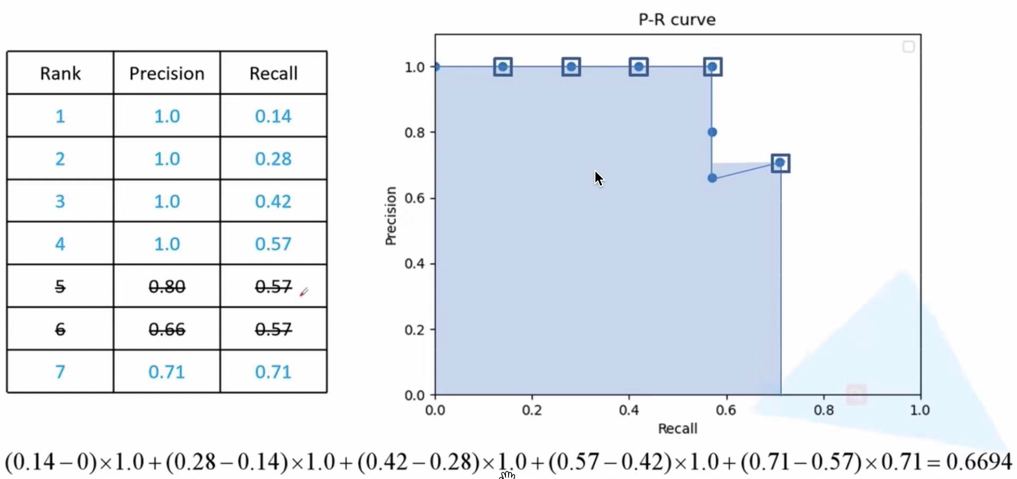 P-R curve
Rank Precision Recall
1 1.0 0.14
2 1.0 0.28
3 1.0 0.42
4 1.0 0.57
5 0.80 0.57
6 0.66 0.57
7 0.71 0.71
1.0
0.8
0.6
0.4
0.2
0.0
Precision
0.0 0.2 0.4 0.6 0.8 1.0
Recall
(0.14−0)×1.0+(0.28−0.14)×1.0+(0.42−0.28)×1.0+(0.57−0.42)×1.0+(0.71−0.57)×0.71=0.6694